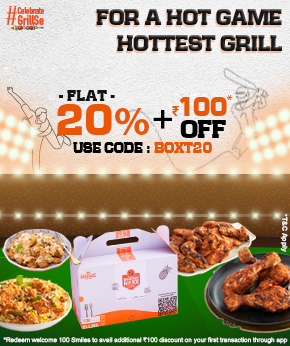 #Celebrate
GrillSe
FOR A HOT GAME
HOTTEST GRILL
- FLAT -
20% + ₹100*
OFF
USE CODE : BOXT20
*T&C Apply
*Redeem welcome 100 Smiles to avail additional ₹100 discount on your first transaction through app